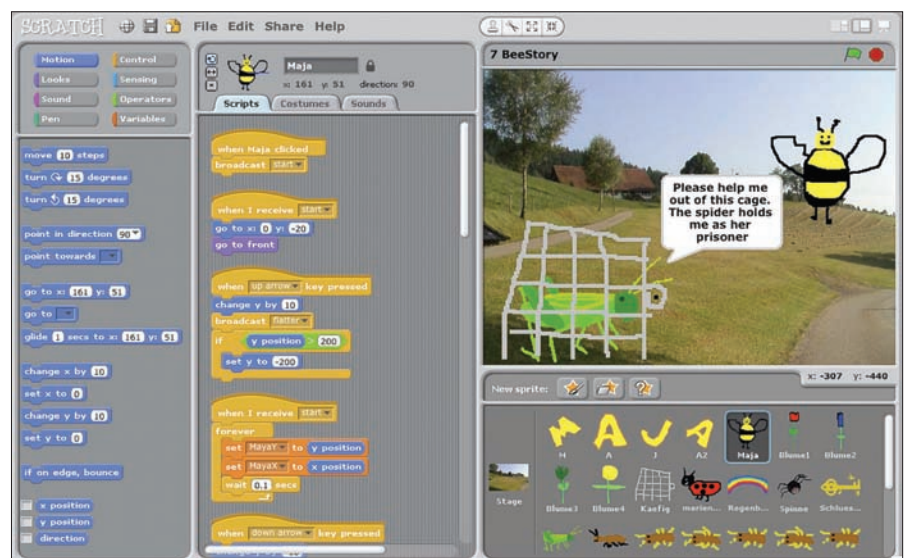 SCRATCH File Edit Share Help
Motion Control
Looks Sensing
Sound Operators
Pen Variables
move 10 steps
turn 15 degrees
turn 15 degrees
point in direction 90
point towards
go to x: 161 y: 51
go to
glide 1 secs to x: 161 y: 51
change x by 10
set x to 0
change y by 10
set y to 0
if on edge, bounce
x position
y position
direction
Maja
x: 161 y: 51 direction: 90
Scripts Costumes Sounds
when Maja clicked
broadcast start
when I receive start
go to x: 0 y: -20
go to front
when up arrow key pressed
change y by 10
broadcast flatter
if y position > 200
set y to -200
when I receive start
forever
set MayaY to y position
set MayaX to x position
wait 0.1 secs
when down arrow key pressed
7 BeeStory
Please help me
out of this cage.
The spider holds
me as her
prisoner
x: -307 y: -440
New sprite:
Stage
M A J A2 Maja Blume1 Blume2
Blume3 Blume4 Kaefig marien... Regenb... Spinne Schlues...